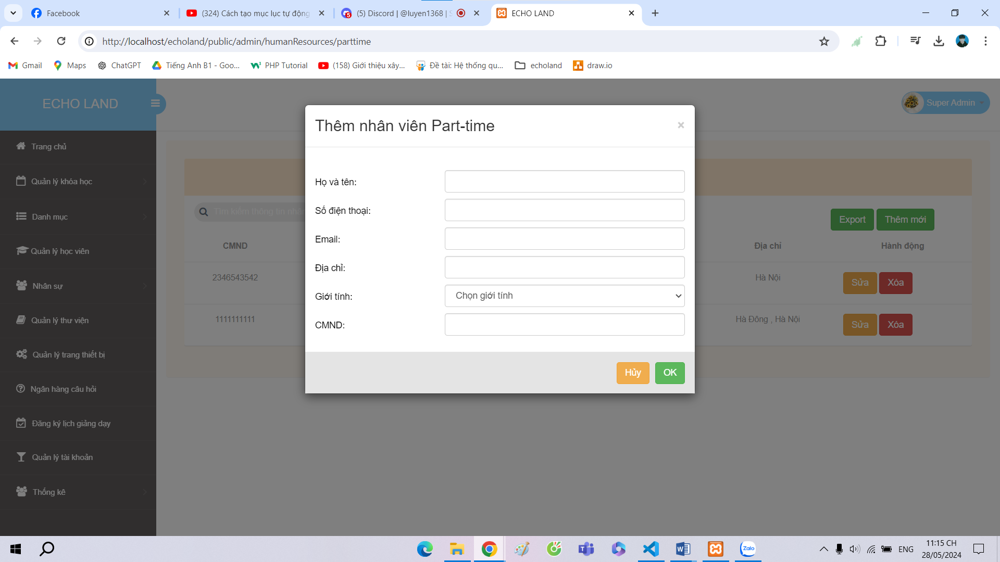 Facebook
(324) Cách tạo mục lục tự động
(5) Discord | @luyen1368 | S
ECHO LAND
http://localhost/echoland/public/admin/humanResources/parttime
Gmail
Maps
ChatGPT
Tiếng Anh B1 - Goo...
PHP Tutorial
(158) Giới thiệu xây...
Đề tài: Hệ thống qu...
echoland
draw.io
ECHO LAND
Super Admin
Trang chủ
Quản lý khóa học
Danh mục
Quản lý học viên
Nhân sự
Quản lý thư viện
Quản lý trang thiết bị
Ngân hàng câu hỏi
Đăng ký lịch giảng dạy
Quản lý tài khoản
Thống kê
Tìm kiếm thông tin nhân
Export
Thêm mới
CMND
Địa chỉ
Hành động
2346543542
Hà Nội
Sửa
Xóa
1111111111
Hà Đông , Hà Nội
Sửa
Xóa
Thêm nhân viên Part-time
×
Họ và tên:
Số điện thoại:
Email:
Địa chỉ:
Giới tính:
Chọn giới tính
CMND:
Hủy
OK
Zalo
ENG
11:15 CH
28/05/2024